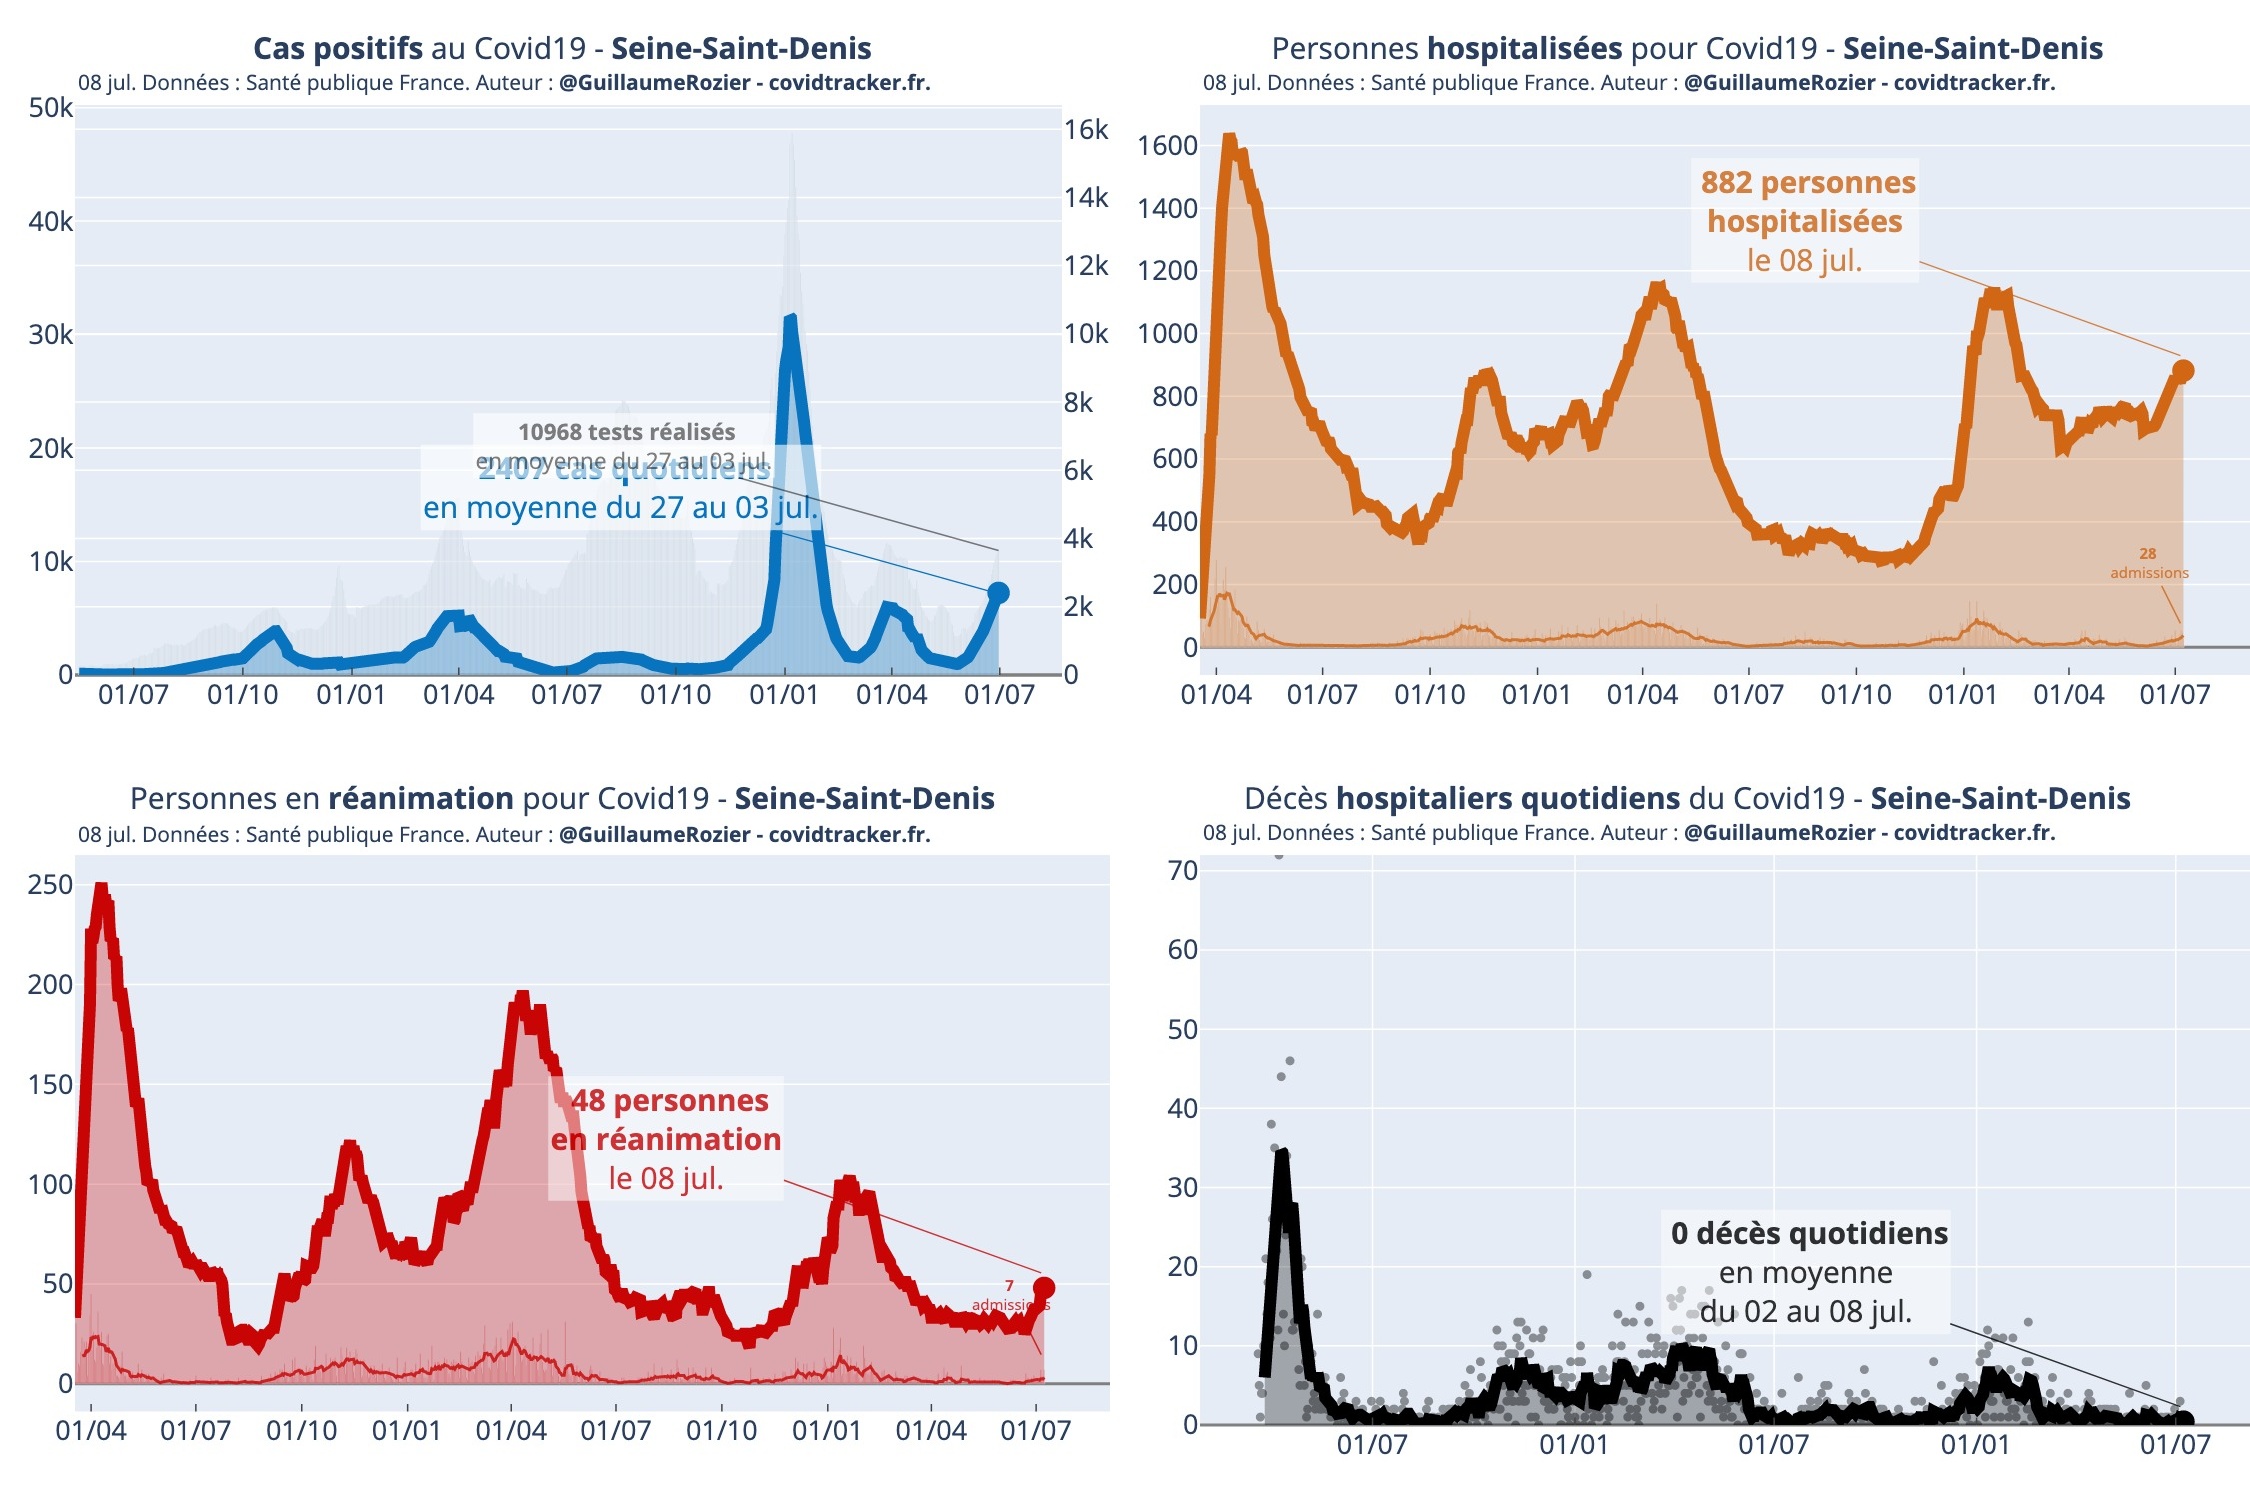 Cas positifs au Covid19 - Seine-Saint-Denis
08 jul. Données : Santé publique France. Auteur : @GuillaumeRozier - covidtracker.fr.
50k
40k
30k
20k
10k
0
16k
14k
12k
10k
8k
6k
4k
2k
0
10968 tests réalisés
en moyenne du 27 au 03 jul.
2407 cas quotidiens
en moyenne du 27 au 03 jul.
01/07 01/10 01/01 01/04 01/07 01/10 01/01 01/04 01/07
Personnes hospitalisées pour Covid19 - Seine-Saint-Denis
08 jul. Données : Santé publique France. Auteur : @GuillaumeRozier - covidtracker.fr.
1600
1400
1200
1000
800
600
400
200
0
882 personnes
hospitalisées
le 08 jul.
28
admissions
01/04 01/07 01/10 01/01 01/04 01/07 01/10 01/01 01/04 01/07
Personnes en réanimation pour Covid19 - Seine-Saint-Denis
08 jul. Données : Santé publique France. Auteur : @GuillaumeRozier - covidtracker.fr.
250
200
150
100
50
0
48 personnes
en réanimation
le 08 jul.
7
admissions
01/04 01/07 01/10 01/01 01/04 01/07 01/10 01/01 01/04 01/07
Décès hospitaliers quotidiens du Covid19 - Seine-Saint-Denis
08 jul. Données : Santé publique France. Auteur : @GuillaumeRozier - covidtracker.fr.
70
60
50
40
30
20
10
0
0 décès quotidiens
en moyenne
du 02 au 08 jul.
01/07 01/01 01/07 01/01 01/07